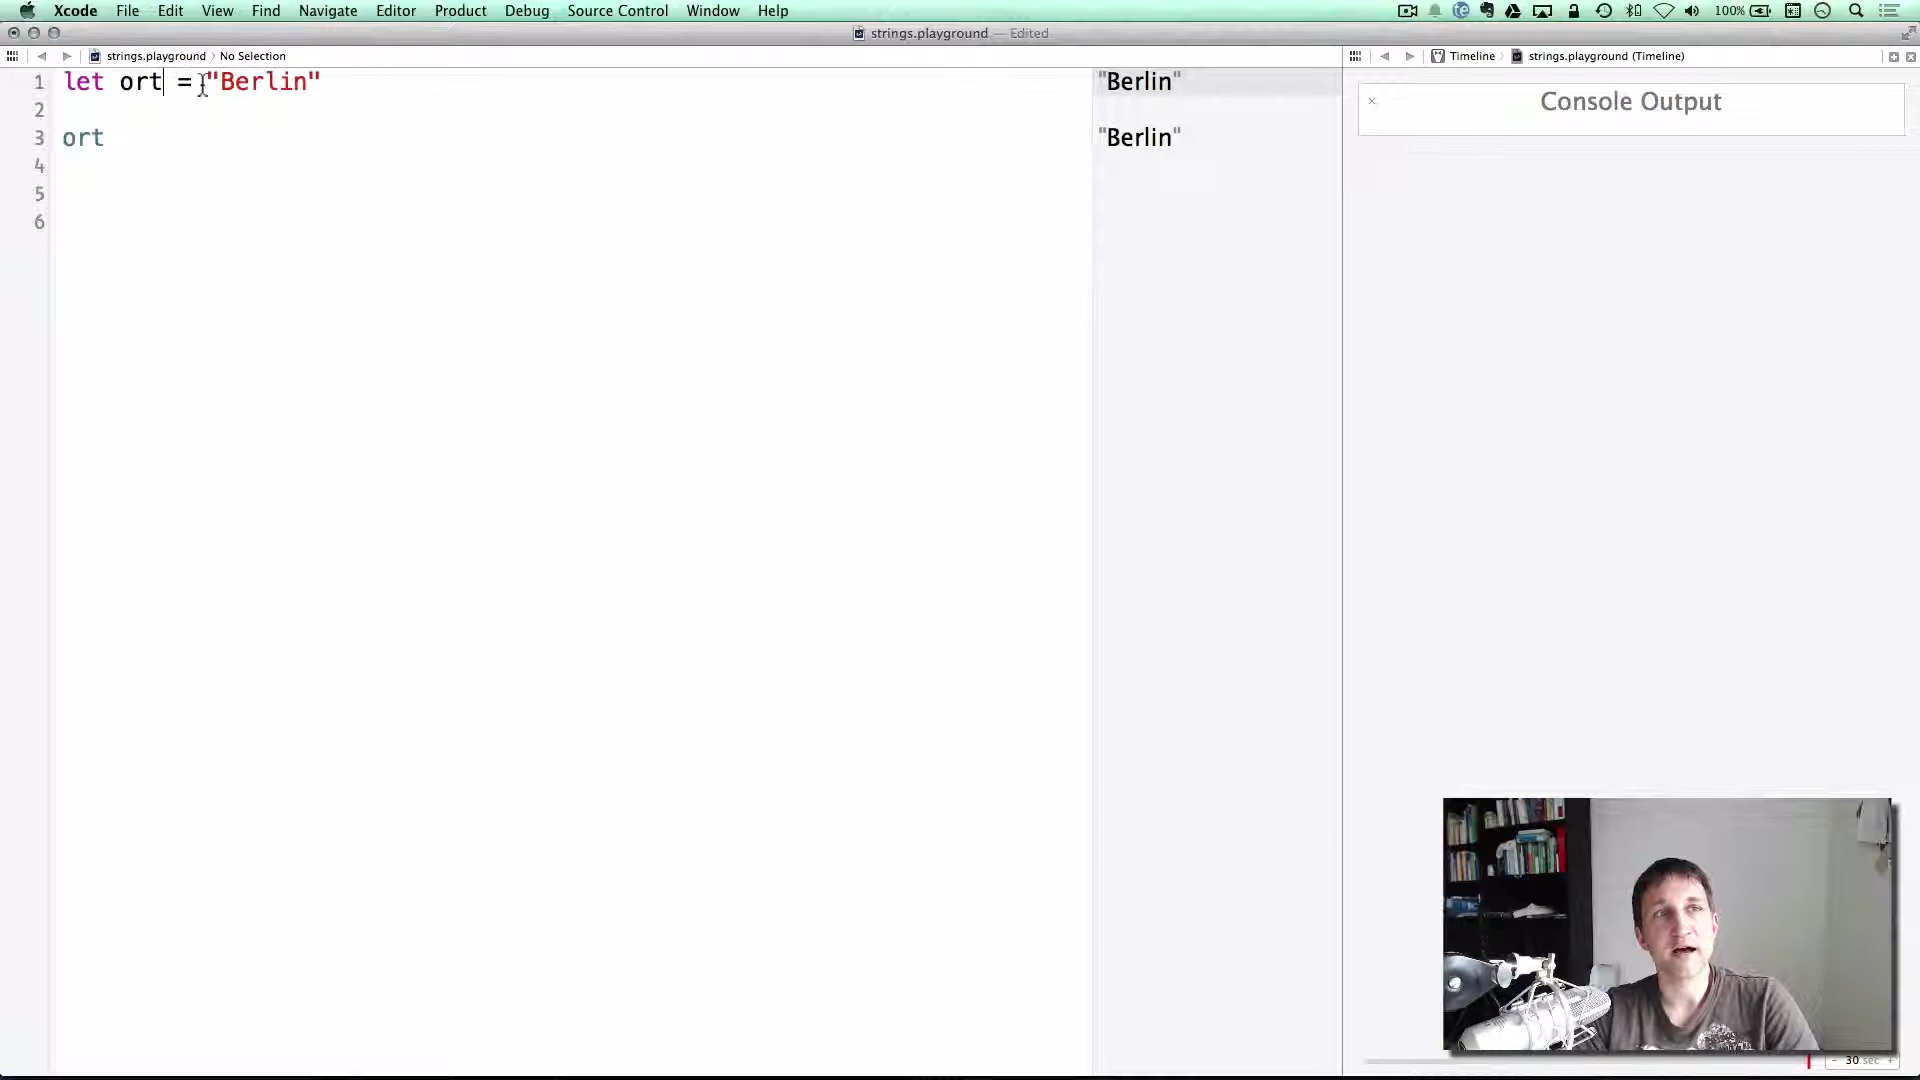 Xcode File Edit View Find Navigate Editor Product Debug Source Control Window Help 100%
strings.playground — Edited
strings.playground No Selection
Timeline strings.playground (Timeline)
1 let ort = "Berlin"
2
3 ort
4
5
6
"Berlin"
"Berlin"
Console Output
- 30 sec +